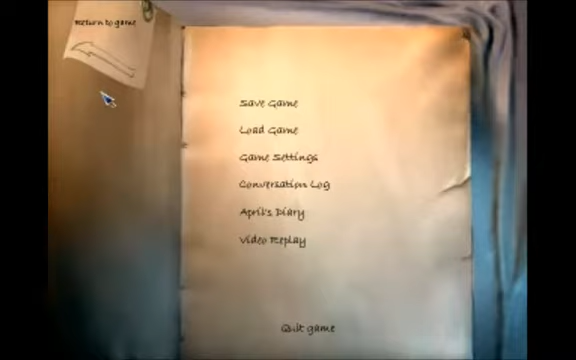 Return to game
Save Game
Load Game
Game Settings
Conversation Log
April's Diary
Video Replay
Quit game